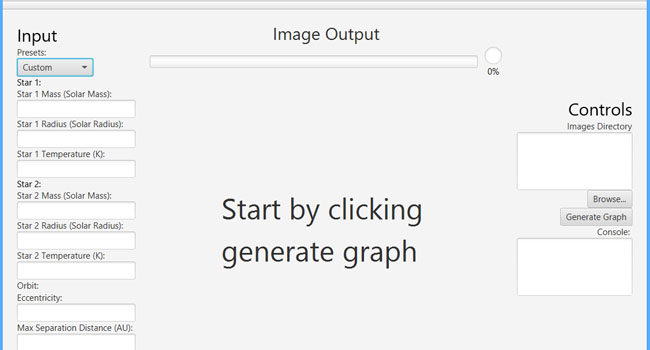 Input
Presets:
Custom
Star 1:
Star 1 Mass (Solar Mass):
Star 1 Radius (Solar Radius):
Star 1 Temperature (K):
Star 2:
Star 2 Mass (Solar Mass):
Star 2 Radius (Solar Radius):
Star 2 Temperature (K):
Orbit:
Eccentricity:
Max Separation Distance (AU):
Image Output
0%
Start by clicking
generate graph
Controls
Images Directory
Browse...
Generate Graph
Console: